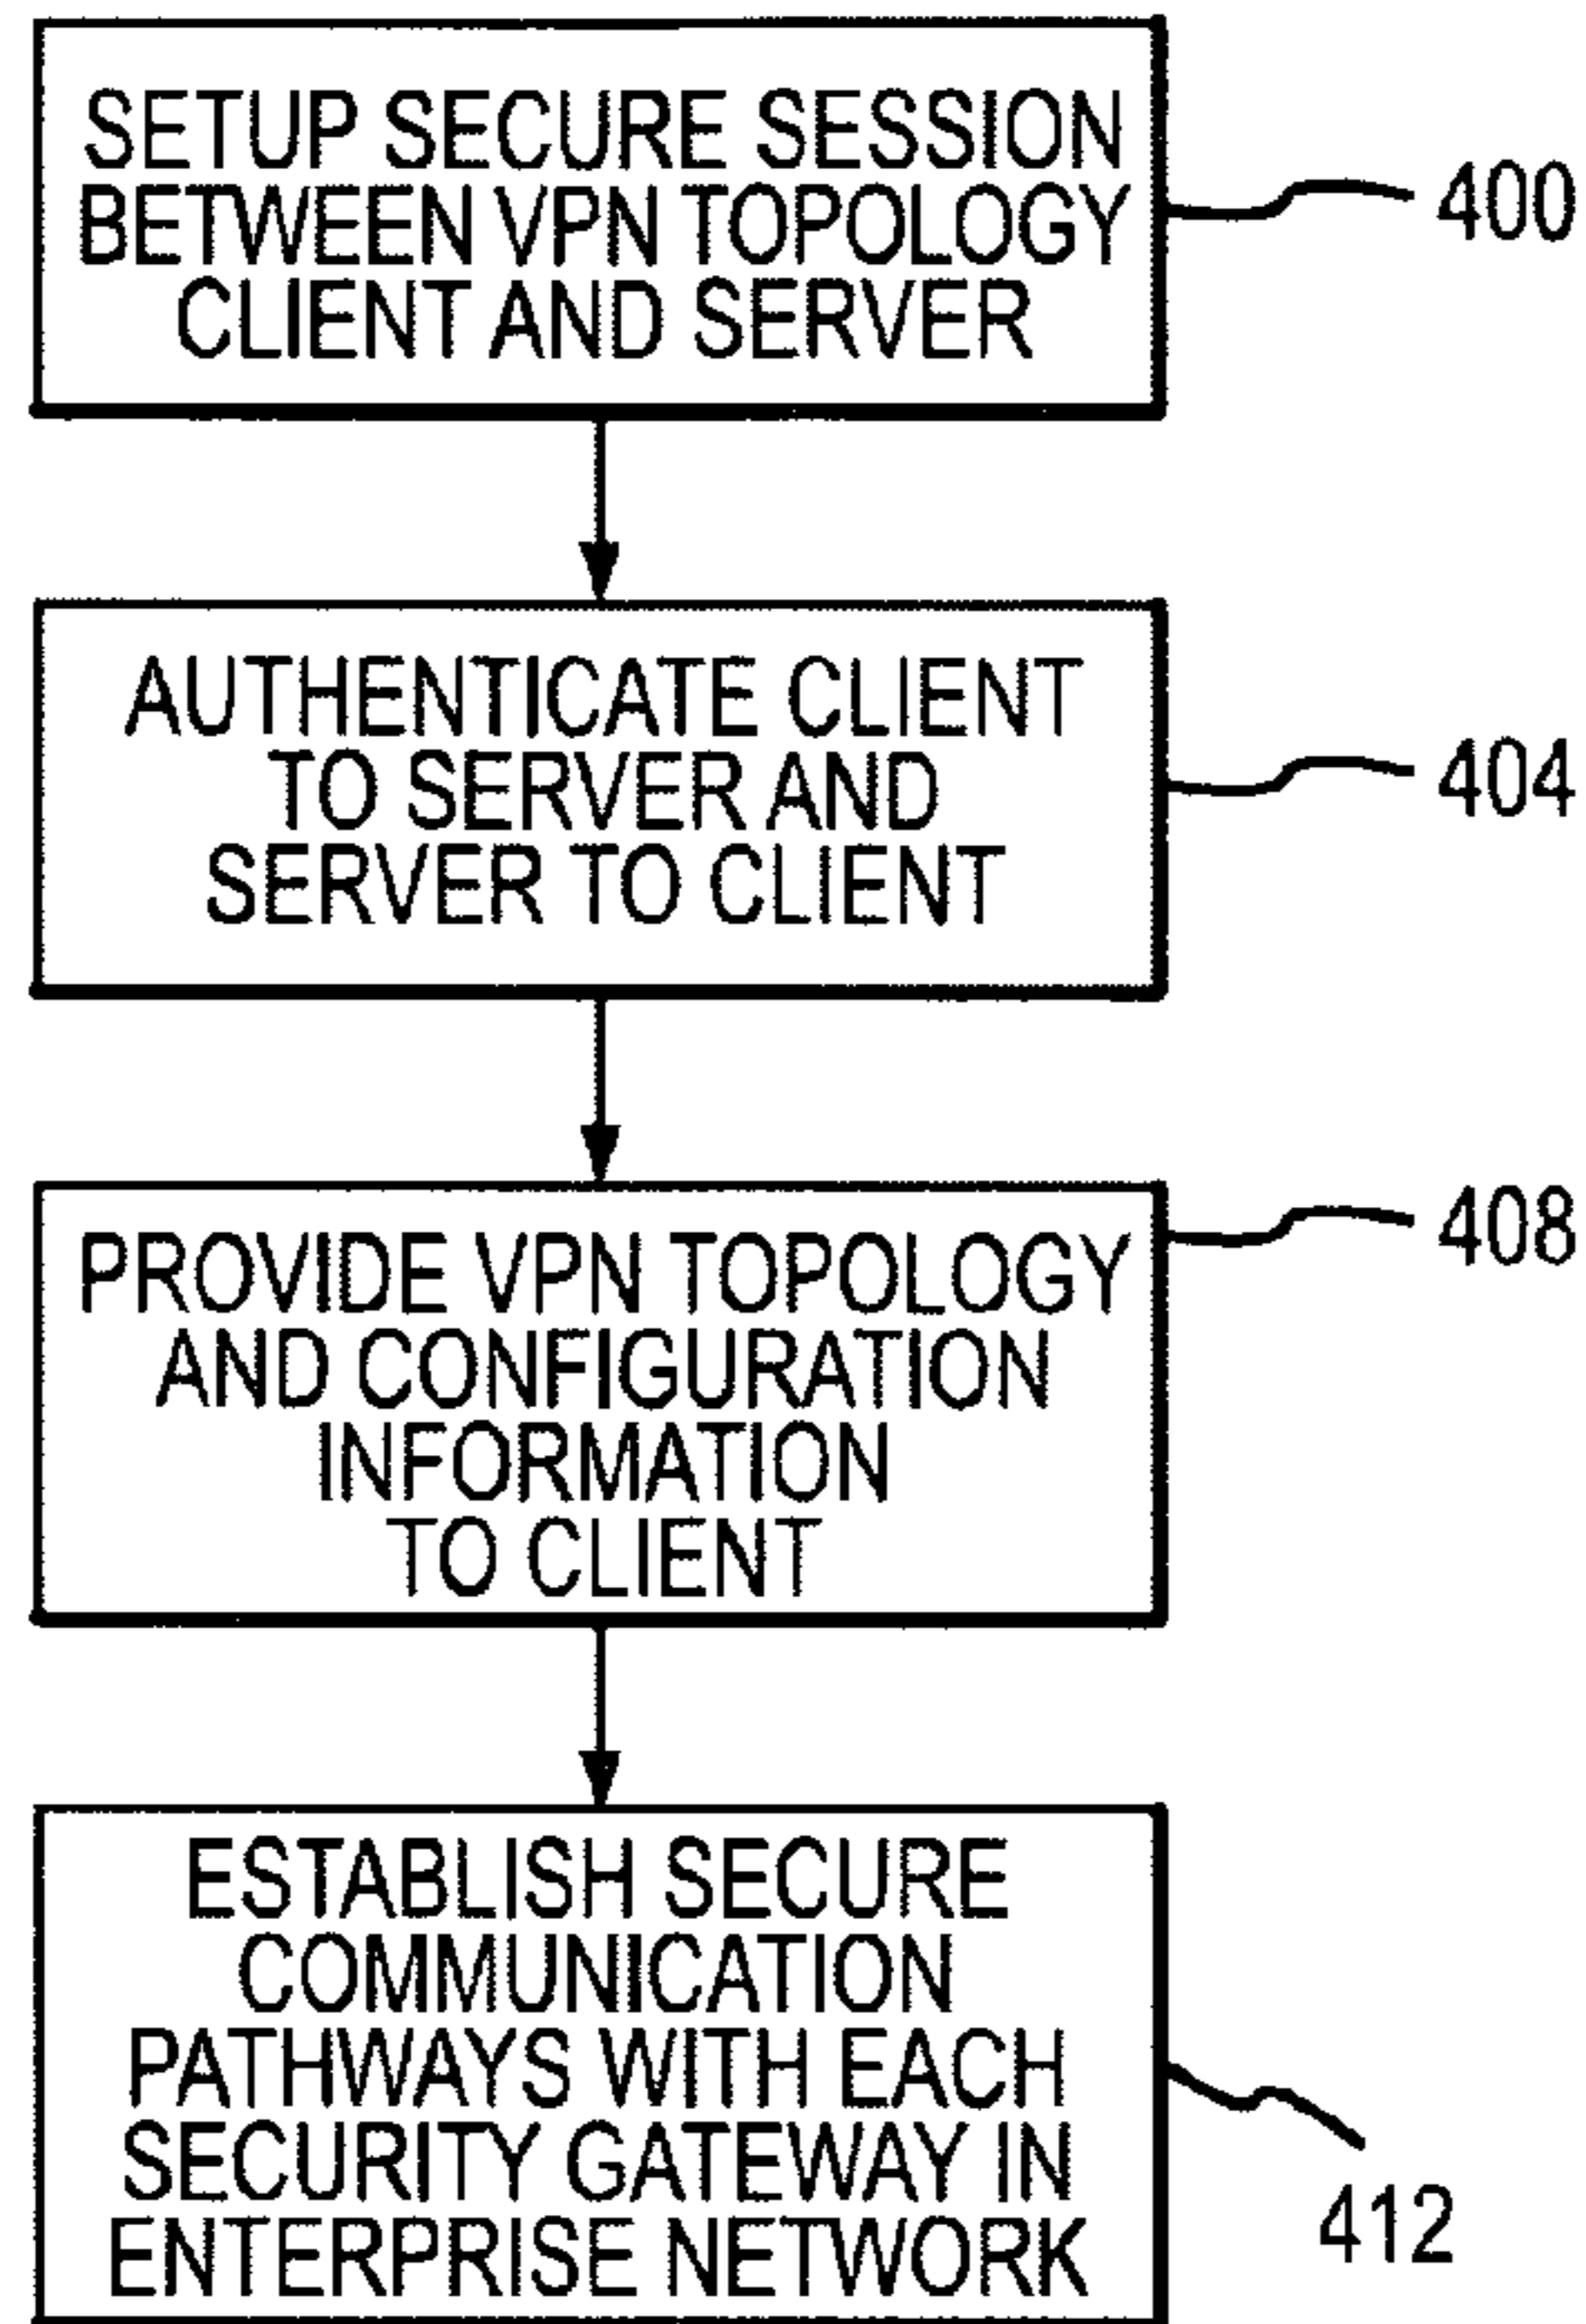 SETUP SECURE SESSION
BETWEEN VPN TOPOLOGY
CLIENT AND SERVER
400
AUTHENTICATE CLIENT
TO SERVER AND
SERVER TO CLIENT
404
PROVIDE VPN TOPOLOGY
AND CONFIGURATION
INFORMATION
TO CLIENT
408
ESTABLISH SECURE
COMMUNICATION
PATHWAYS WITH EACH
SECURITY GATEWAY IN
ENTERPRISE NETWORK
412